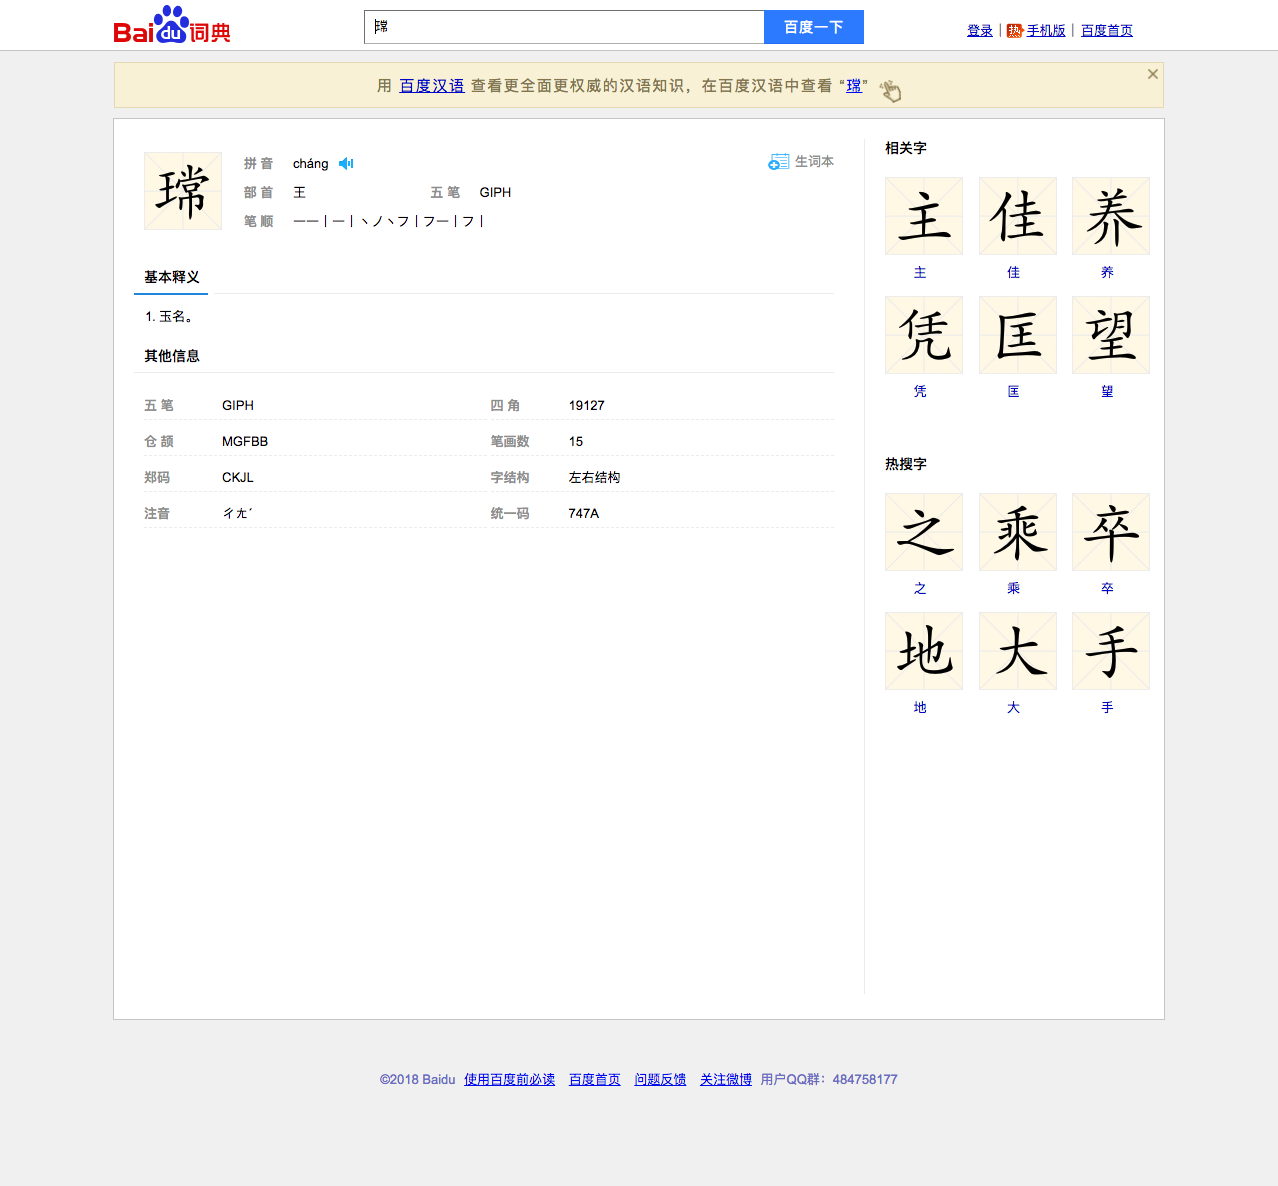 Bai du 词典
瑺
百度一下
登录 | 热 手机版 | 百度首页
用 百度汉语 查看更全面更权威的汉语知识，在百度汉语中查看 “瑺”
瑺
拼 音 cháng
生词本
部 首 王 五 笔 GIPH
笔 顺 一一丨一丨丶ノ丶フ丨フ一丨フ丨
基本释义
1. 玉名。
其他信息
五 笔 GIPH 四 角 19127
仓 颉 MGFBB 笔画数 15
郑码 CKJL 字结构 左右结构
注音 ㄔㄤˊ 统一码 747A
相关字
主 佳 养
主 佳 养
凭 匡 望
凭 匡 望
热搜字
之 乘 卒
之 乘 卒
地 大 手
地 大 手
©2018 Baidu 使用百度前必读 百度首页 问题反馈 关注微博 用户QQ群：484758177